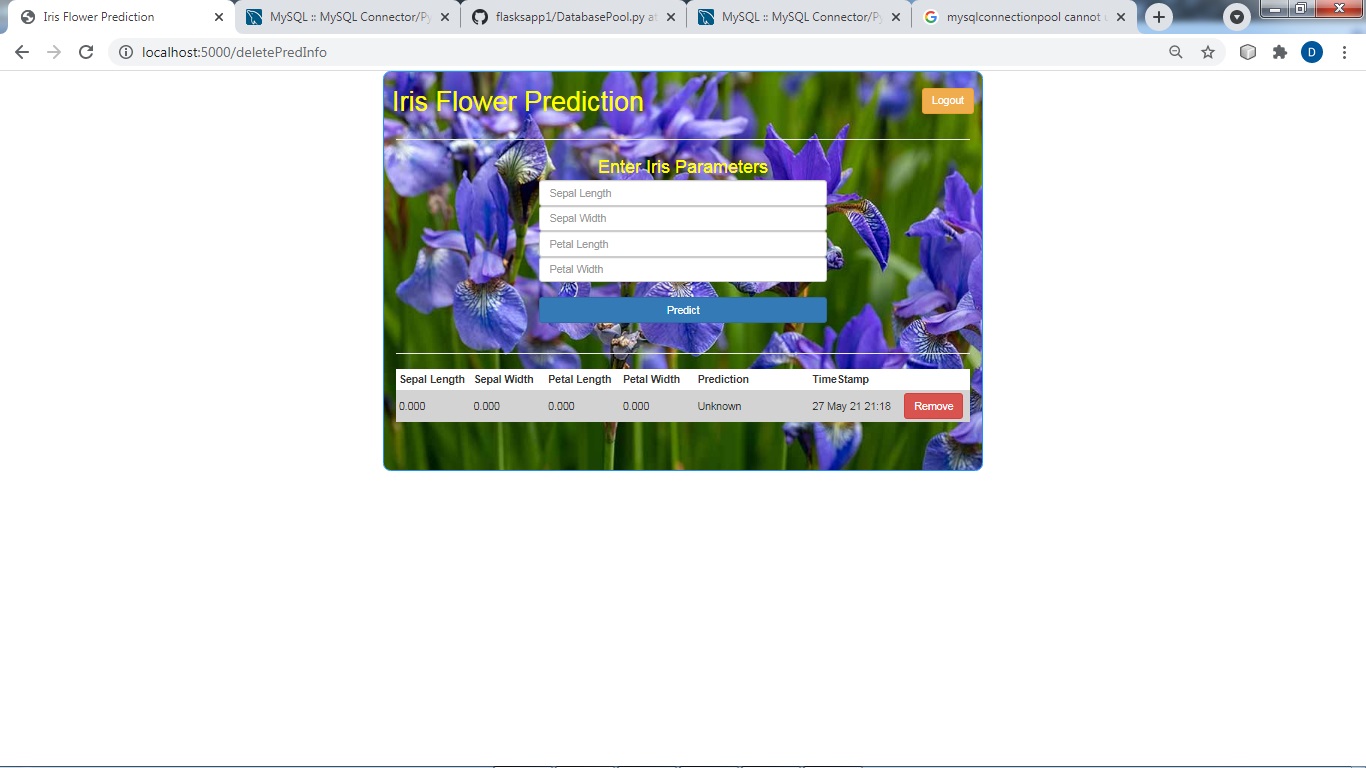 Iris Flower Prediction
MySQL :: MySQL Connector/Py
flasksapp1/DatabasePool.py at
MySQL :: MySQL Connector/Py
mysqlconnectionpool cannot u
localhost:5000/deletePredInfo
D
Iris Flower Prediction
Logout
Enter Iris Parameters
Sepal Length
Sepal Width
Petal Length
Petal Width
Predict
Sepal Length Sepal Width Petal Length Petal Width Prediction TimeStamp
0.000 0.000 0.000 0.000 Unknown 27 May 21 21:18 Remove